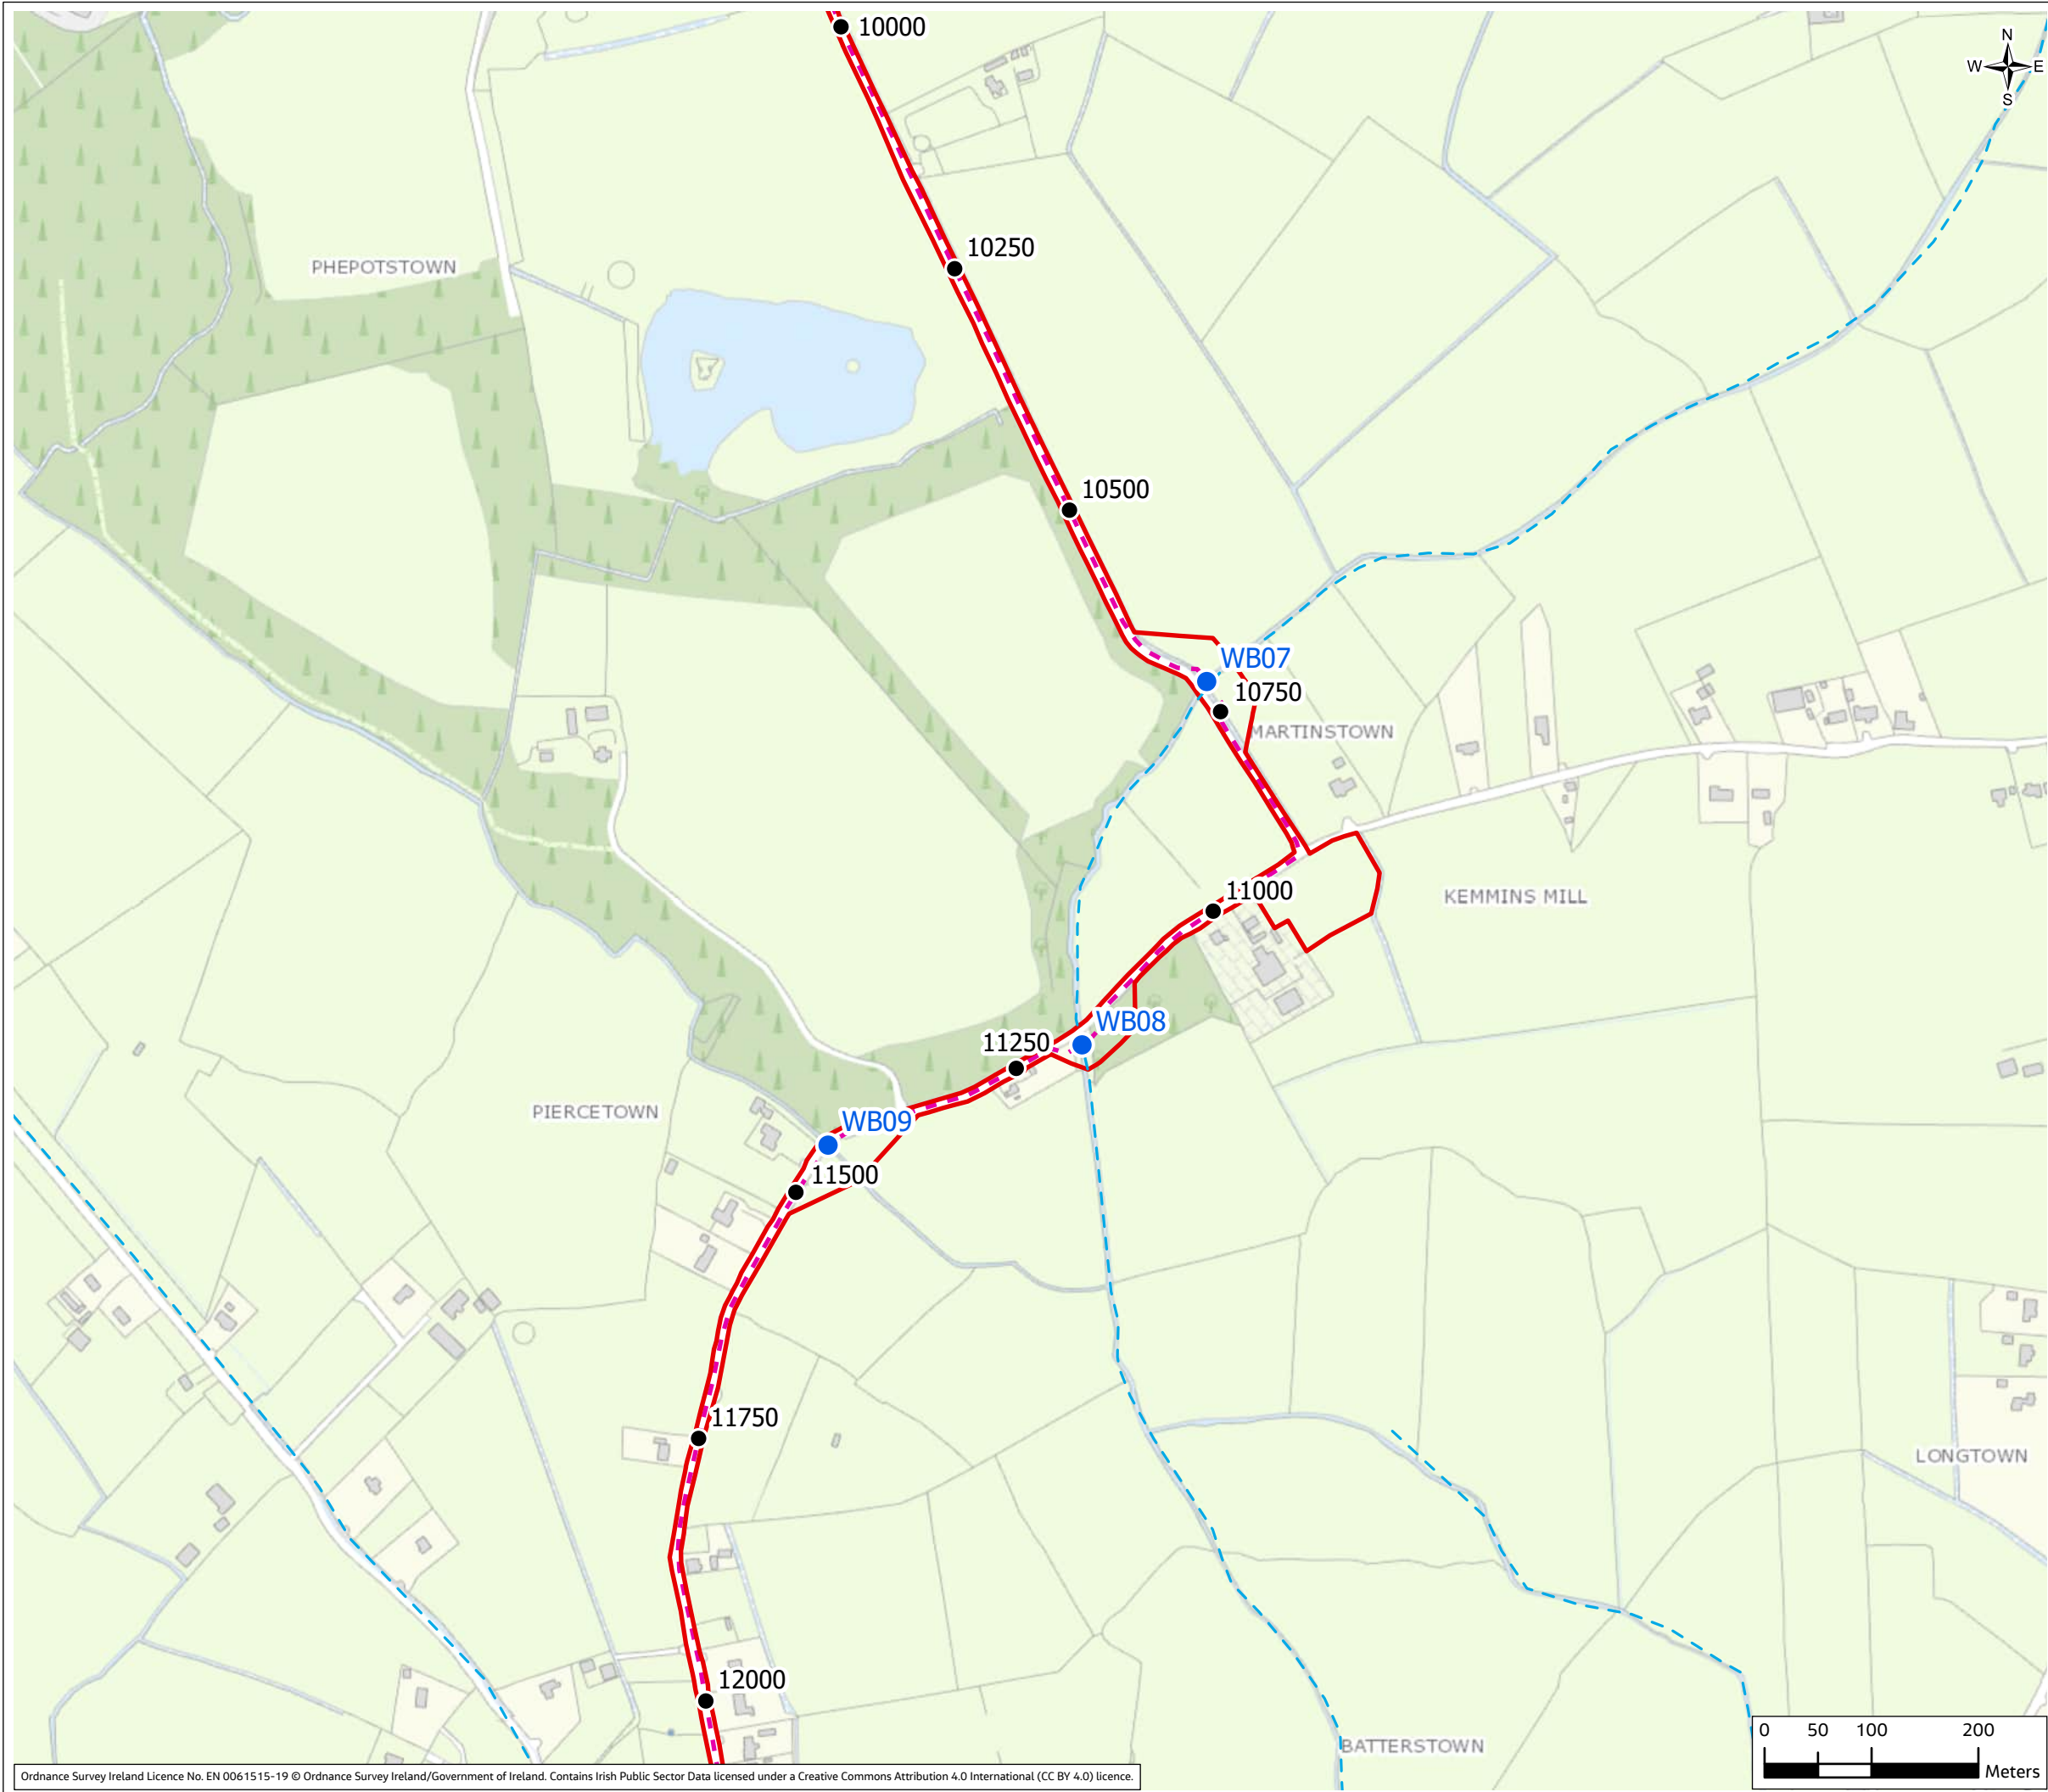 10000
N
W E
S
10250
PHEPOTSTOWN
10500
WB07
10750
MARTINSTOWN
11000
KEMMINS MILL
WB08
11250
PIERCETOWN
WB09
11500
11750
LONGTOWN
12000
BATTERSTOWN
0 50 100 200
Meters
Ordnance Survey Ireland Licence No. EN 0061515-19 © Ordnance Survey Ireland/Government of Ireland. Contains Irish Public Sector Data licensed under a Creative Commons Attribution 4.0 International (CC BY 4.0) licence.